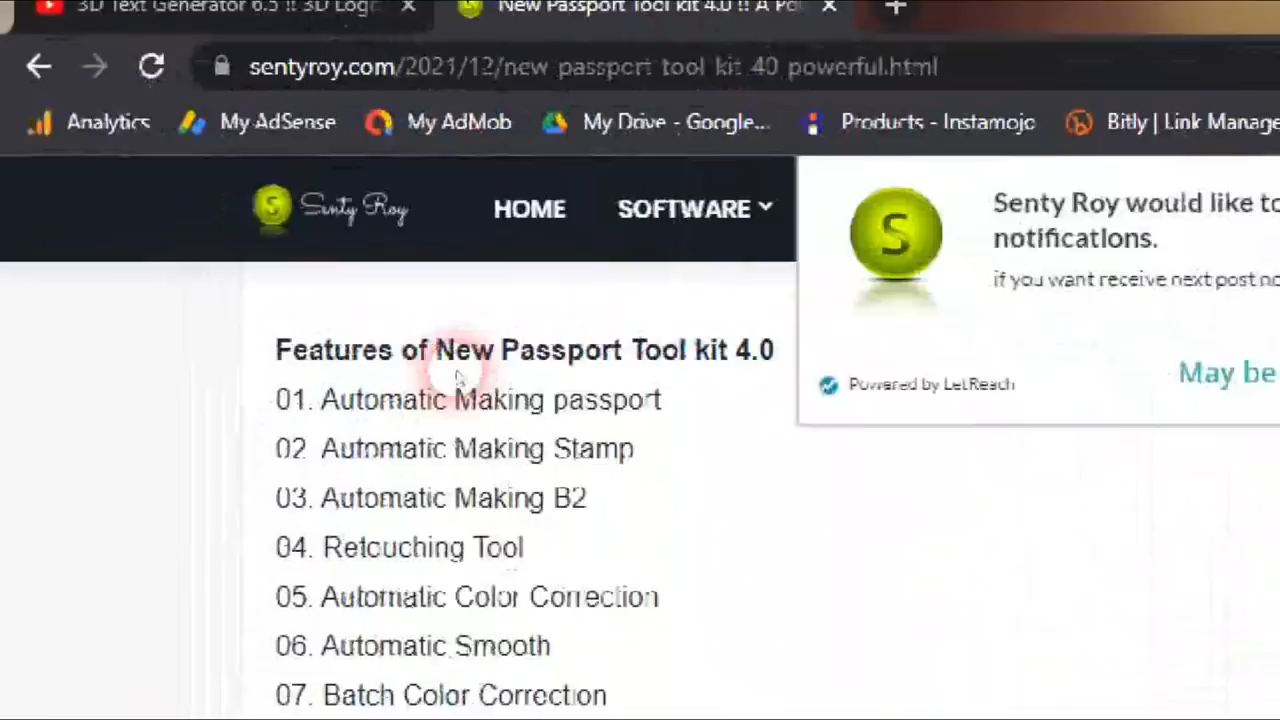 3D Text Generator 6.5 !! 3D Logo
New Passport Tool kit 4.0 !! A Po
sentyroy.com/2021/12/new passport tool kit 40 powerful.html
Analytics My AdSense My AdMob My Drive - Google... Products - Instamojo Bitly | Link Manage
S Senty Roy HOME SOFTWARE
S
Senty Roy would like to
notifications.
if you want receive next post no
May be
Powered by LetReach
Features of New Passport Tool kit 4.0
01. Automatic Making passport
02. Automatic Making Stamp
03. Automatic Making B2
04. Retouching Tool
05. Automatic Color Correction
06. Automatic Smooth
07. Batch Color Correction